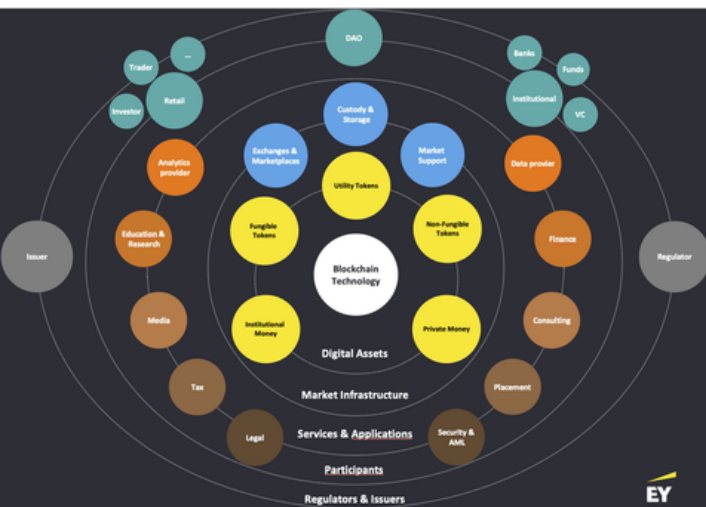 DAO
...
Trader
Retail
Investor
Banks
Funds
Institutional
VC
Custody &
Storage
Exchanges &
Marketplaces
Market
Support
Analytics
provider
Data provier
Utility Tokens
Fungible
Tokens
Non-Fungible
Tokens
Education &
Research
Finance
Issuer
Regulator
Blockchain
Technology
Institutional
Money
Private Money
Media
Consulting
Digital Assets
Tax
Placement
Market Infrastructure
Legal
Services & Applications
Security &
AML
Participants
Regulators & Issuers
EY